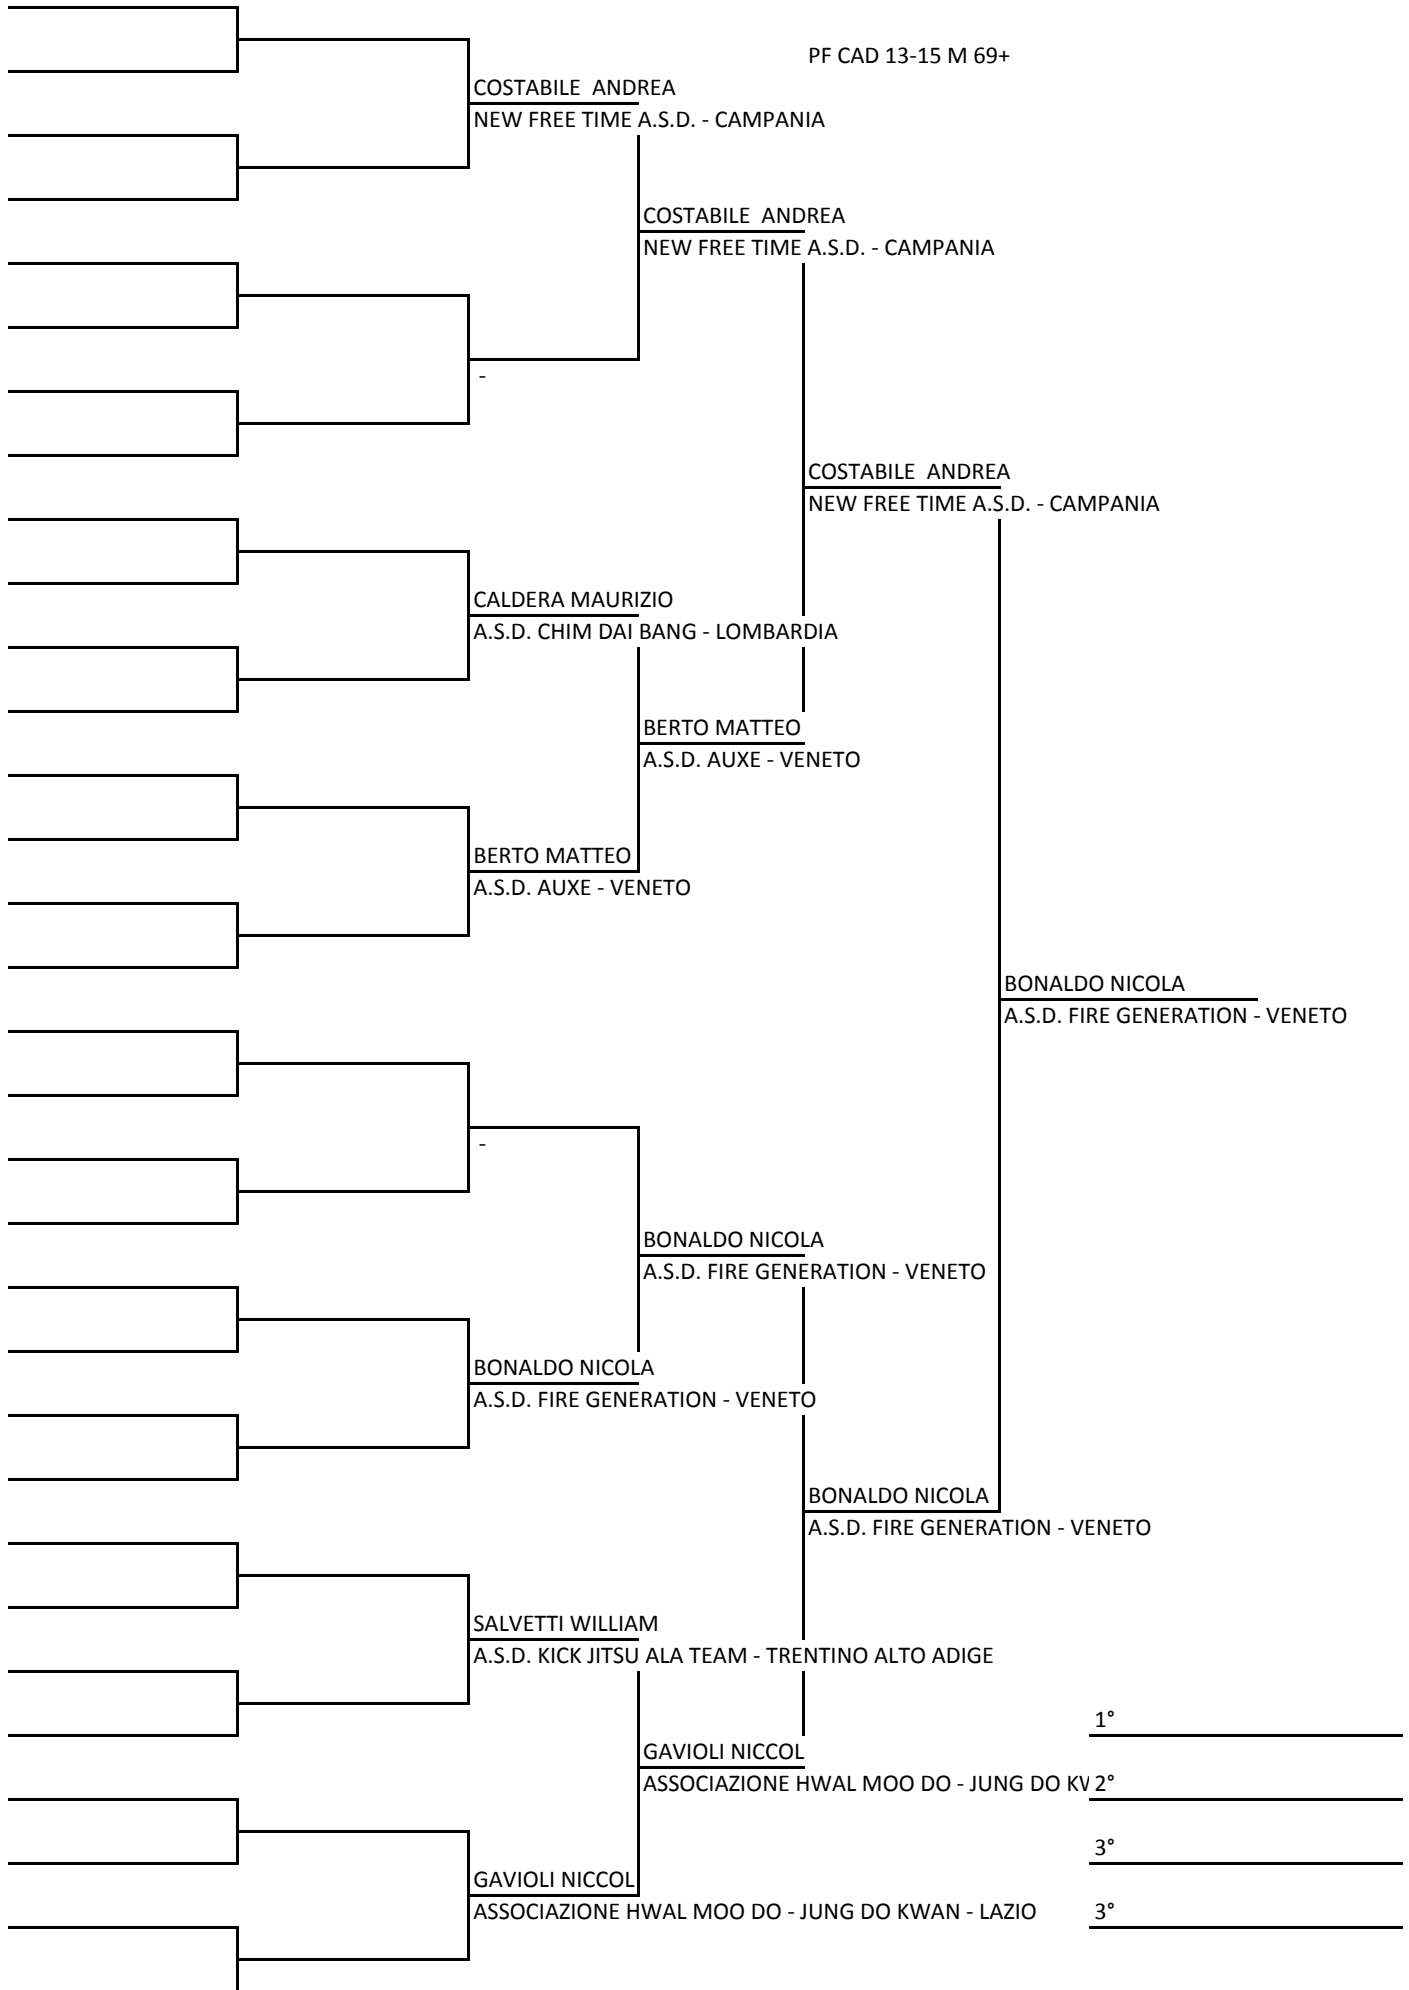 PF CAD 13-15 M 69+
COSTABILE  ANDREA
NEW FREE TIME A.S.D. - CAMPANIA
COSTABILE  ANDREA
NEW FREE TIME A.S.D. - CAMPANIA
-
COSTABILE  ANDREA
NEW FREE TIME A.S.D. - CAMPANIA
CALDERA MAURIZIO
A.S.D. CHIM DAI BANG - LOMBARDIA
BERTO MATTEO
A.S.D. AUXE - VENETO
BERTO MATTEO
A.S.D. AUXE - VENETO
BONALDO NICOLA
A.S.D. FIRE GENERATION - VENETO
-
BONALDO NICOLA
A.S.D. FIRE GENERATION - VENETO
BONALDO NICOLA
A.S.D. FIRE GENERATION - VENETO
BONALDO NICOLA
A.S.D. FIRE GENERATION - VENETO
SALVETTI WILLIAM
A.S.D. KICK JITSU ALA TEAM - TRENTINO ALTO ADIGE
1°
GAVIOLI NICCOL
ASSOCIAZIONE HWAL MOO DO - JUNG DO
2°
3°
GAVIOLI NICCOL
ASSOCIAZIONE HWAL MOO DO - JUNG DO KWAN - LAZIO
3°